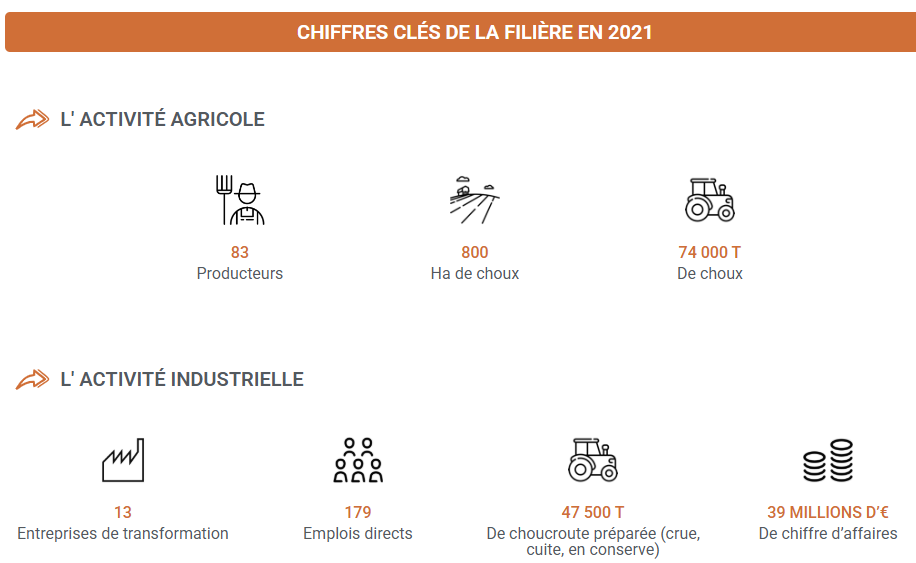 CHIFFRES CLÉS DE LA FILIÈRE EN 2021
L' ACTIVITÉ AGRICOLE
83
Producteurs
800
Ha de choux
74 000 T
De choux
L' ACTIVITÉ INDUSTRIELLE
13
Entreprises de transformation
179
Emplois directs
47 500 T
De choucroute préparée (crue,
cuite, en conserve)
39 MILLIONS D’€
De chiffre d’affaires